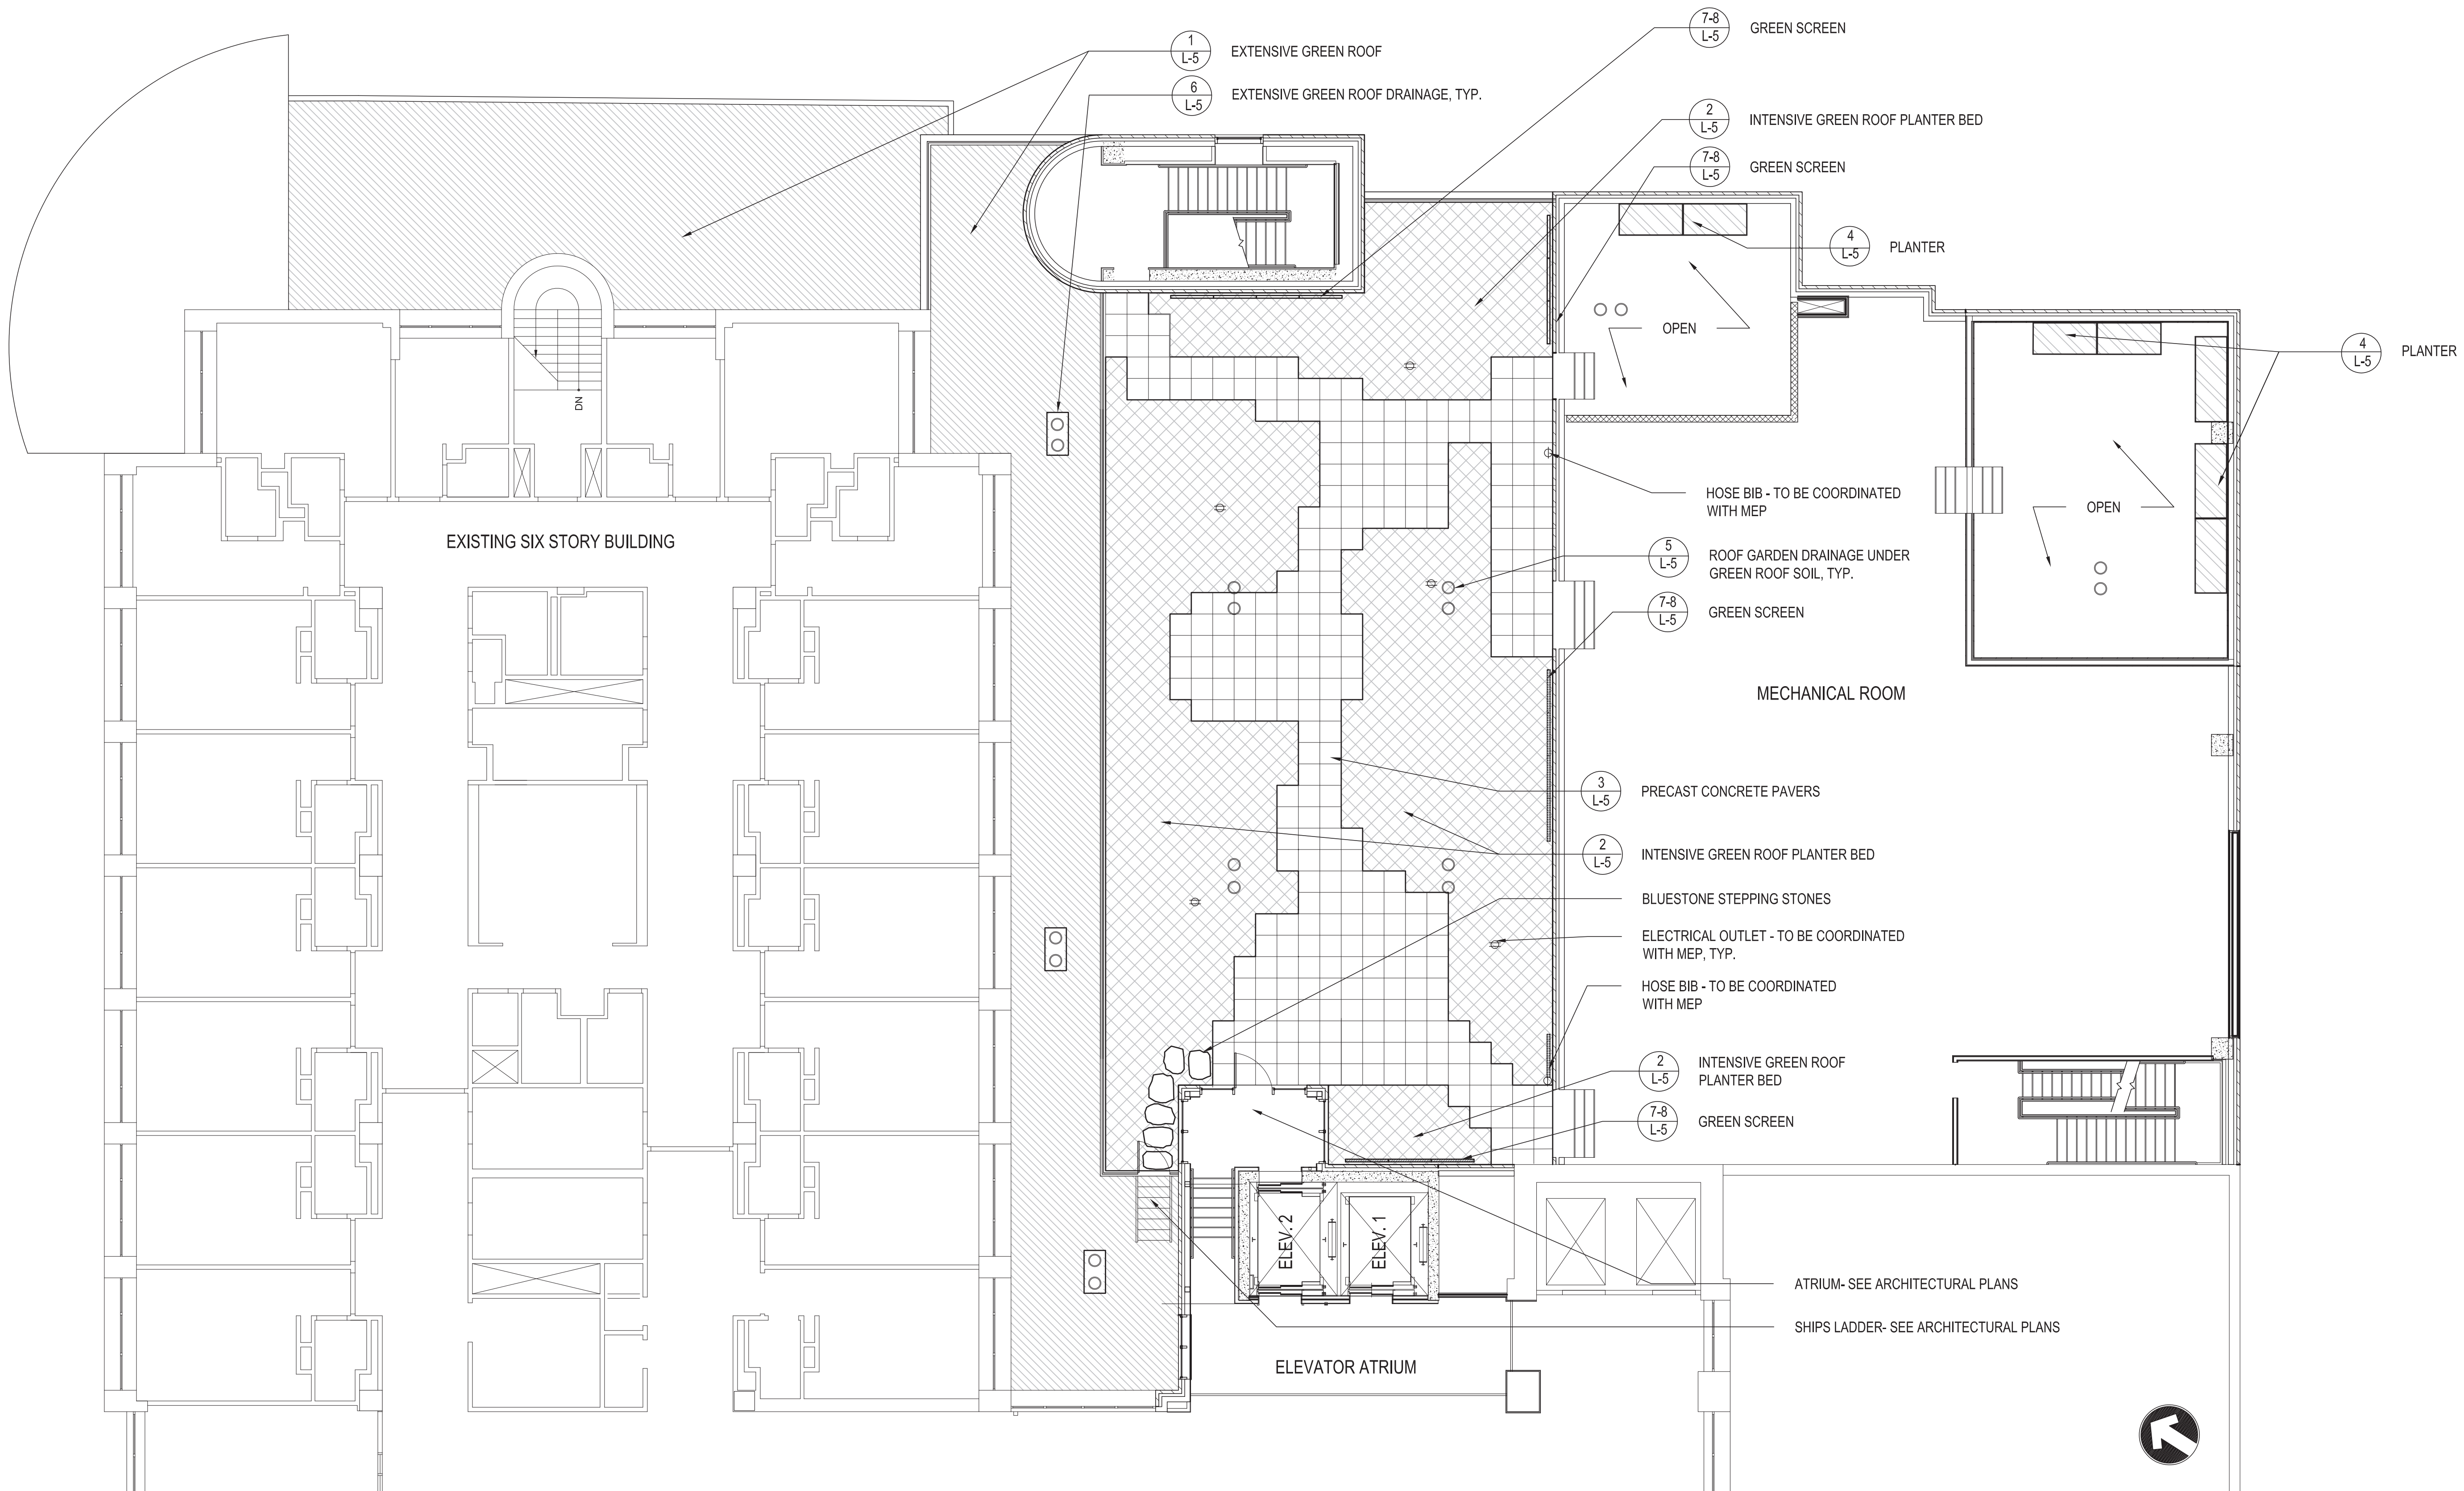 7-8
L-5
GREEN SCREEN
1
L-5
EXTENSIVE GREEN ROOF
6
L-5
EXTENSIVE GREEN ROOF DRAINAGE, TYP.
2
L-5
INTENSIVE GREEN ROOF PLANTER BED
7-8
L-5
GREEN SCREEN
4
L-5
PLANTER
OPEN
4
L-5
PLANTER
DN
HOSE BIB - TO BE COORDINATED
WITH MEP
OPEN
EXISTING SIX STORY BUILDING
5
L-5
ROOF GARDEN DRAINAGE UNDER
GREEN ROOF SOIL, TYP.
7-8
L-5
GREEN SCREEN
MECHANICAL ROOM
3
L-5
PRECAST CONCRETE PAVERS
2
L-5
INTENSIVE GREEN ROOF PLANTER BED
BLUESTONE STEPPING STONES
ELECTRICAL OUTLET - TO BE COORDINATED
WITH MEP, TYP.
HOSE BIB - TO BE COORDINATED
WITH MEP
2
L-5
INTENSIVE GREEN ROOF
PLANTER BED
7-8
L-5
GREEN SCREEN
ELEV. 2
ELEV. 1
ATRIUM- SEE ARCHITECTURAL PLANS
SHIPS LADDER- SEE ARCHITECTURAL PLANS
ELEVATOR ATRIUM